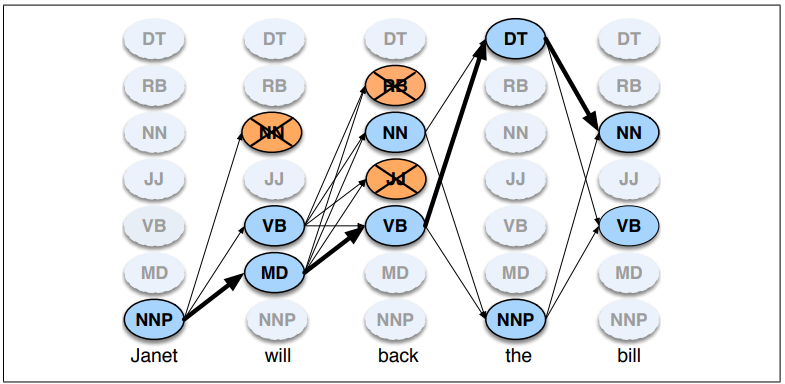 DT DT DT DT DT
RB RB RB RB RB
NN NN NN NN NN
JJ JJ JJ JJ JJ
VB VB VB VB VB
MD MD MD MD MD
NNP NNP NNP NNP NNP
Janet will back the bill